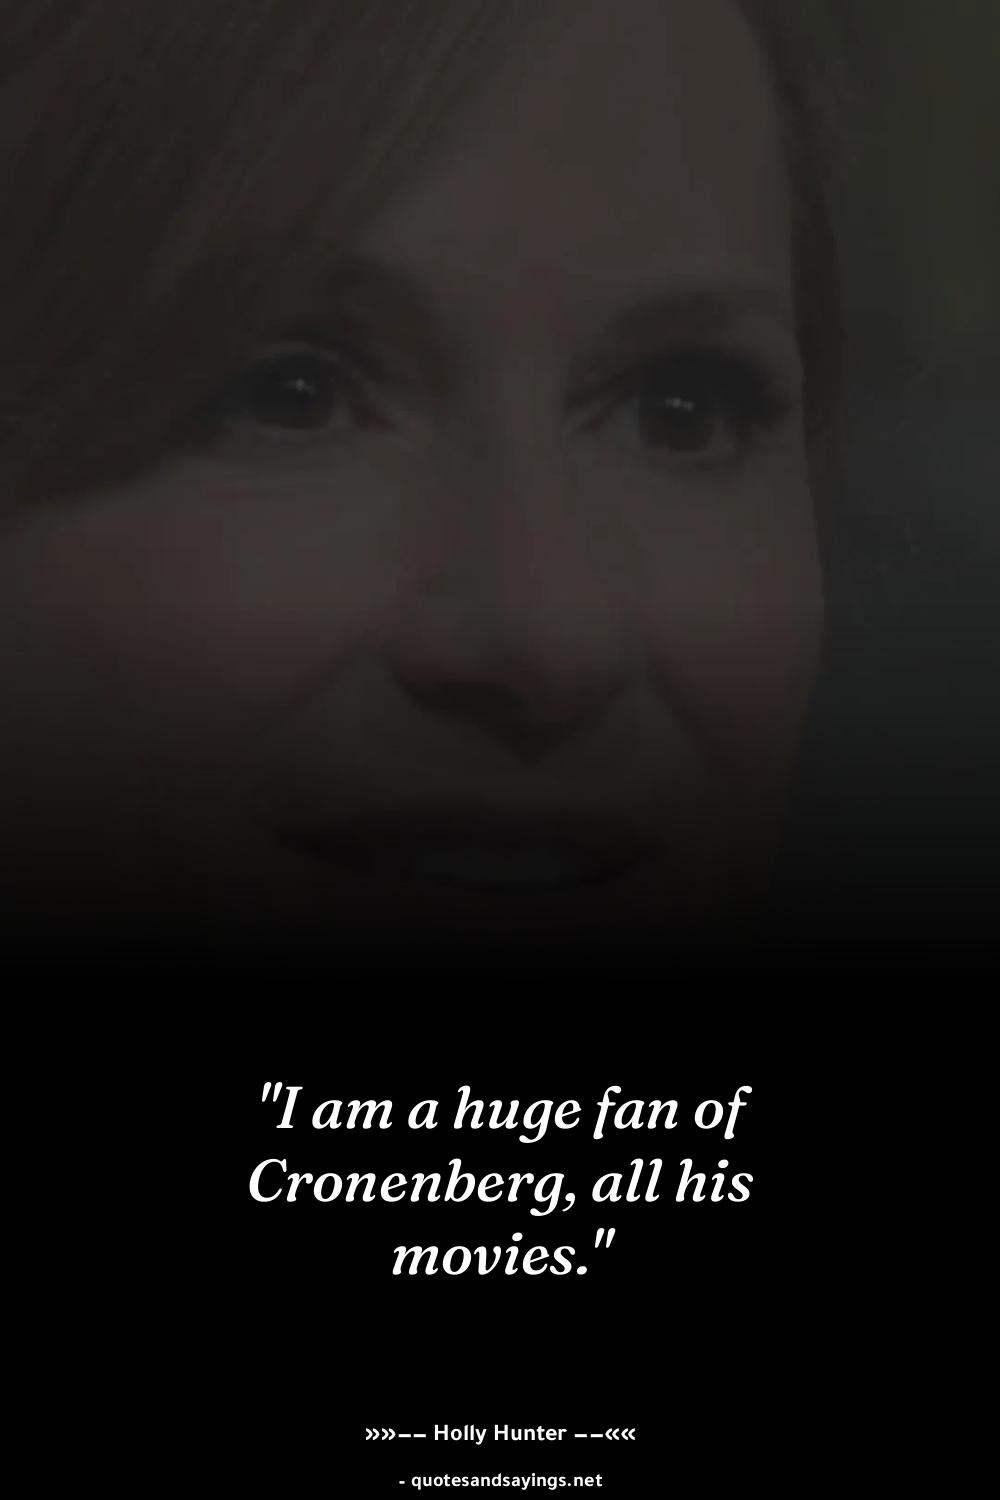 "I am a huge fan of
Cronenberg, all his
movies."
»»–– Holly Hunter ––««
- quotesandsayings.net